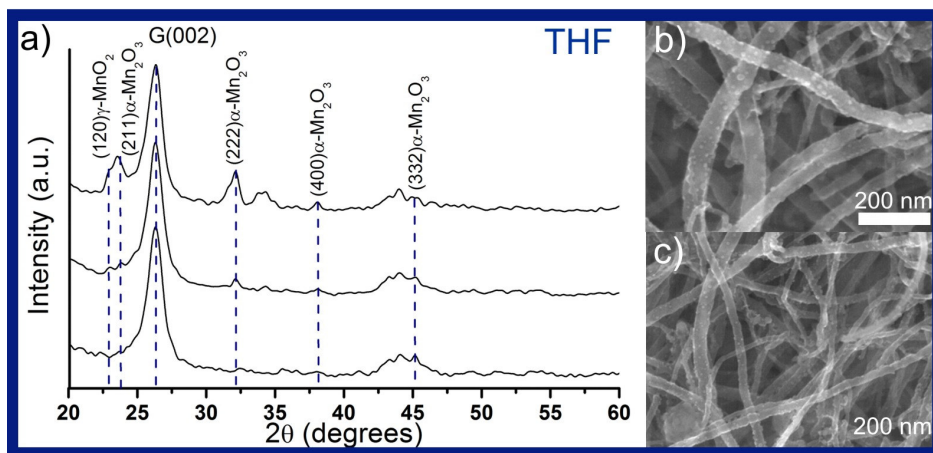 a)
THF
G(002)
(120)γ-MnO₂
(211)α-Mn₂O₃
(222)α-Mn₂O₃
(400)α-Mn₂O₃
(332)α-Mn₂O₃
Intensity (a.u.)
20 25 30 35 40 45 50 55 60
2θ (degrees)
b)
200 nm
c)
200 nm